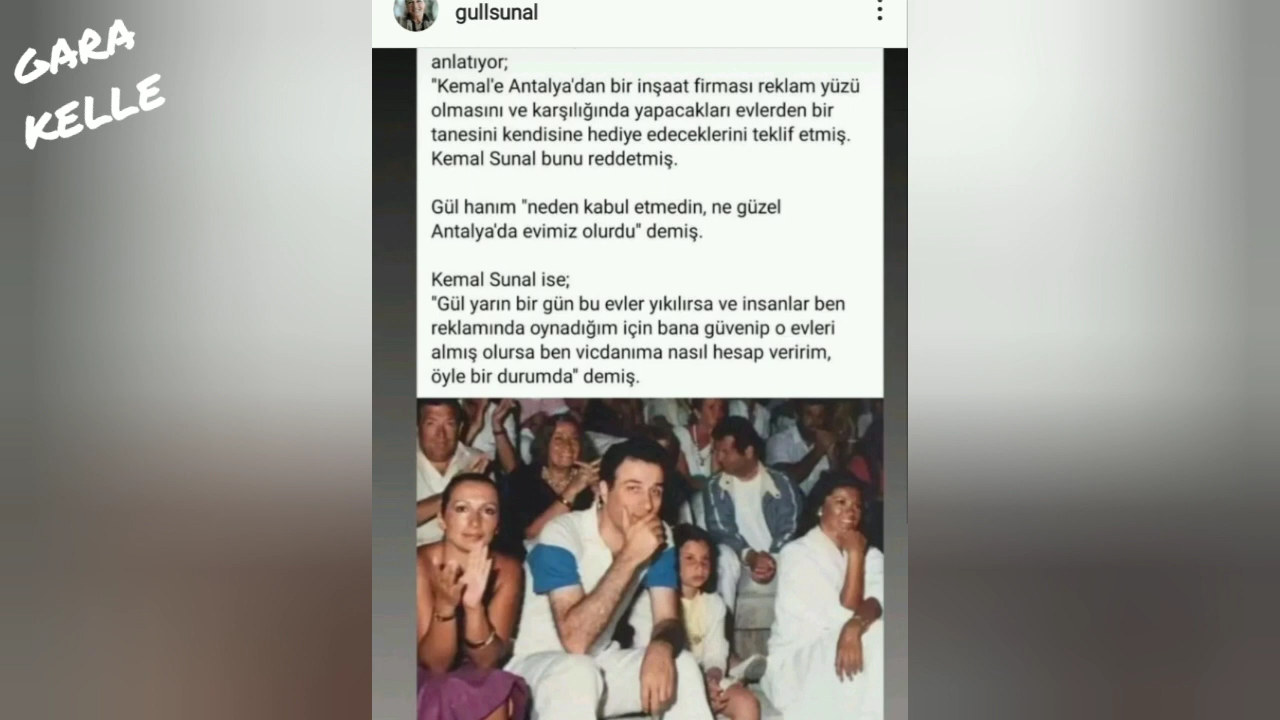 GARA
KELLE
gullsunal
anlatıyor;
"Kemal'e Antalya'dan bir inşaat firması reklam yüzü
olmasını ve karşılığında yapacakları evlerden bir
tanesini kendisine hediye edeceklerini teklif etmiş.
Kemal Sunal bunu reddetmiş.
Gül hanım "neden kabul etmedin, ne güzel
Antalya'da evimiz olurdu" demiş.
Kemal Sunal ise;
"Gül yarın bir gün bu evler yıkılırsa ve insanlar ben
reklamında oynadığım için bana güvenip o evleri
almış olursa ben vicdanıma nasıl hesap veririm,
öyle bir durumda" demiş.